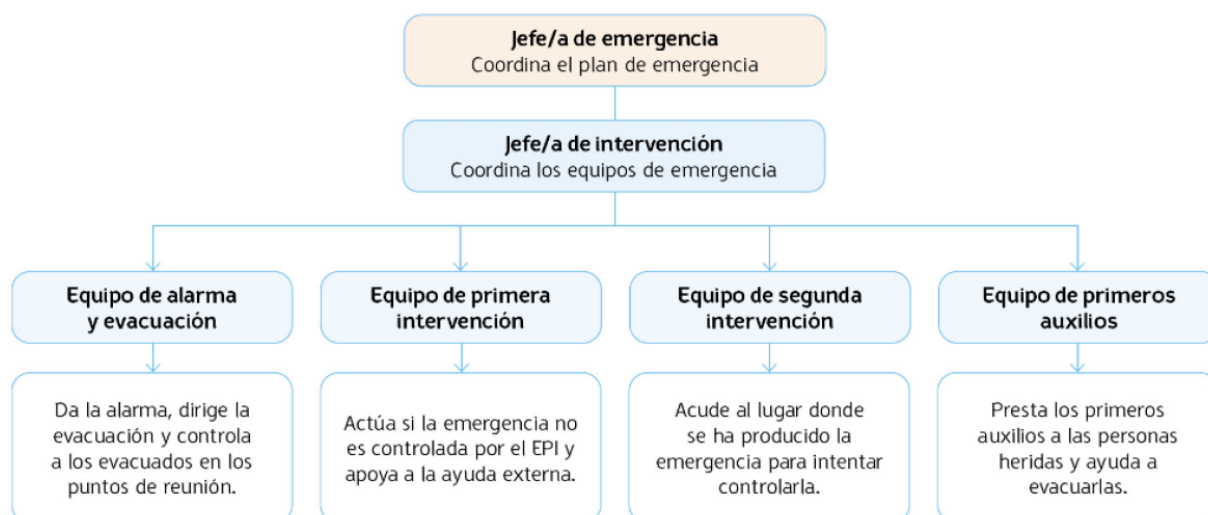 Jefe/a de emergencia
Coordina el plan de emergencia
Jefe/a de intervención
Coordina los equipos de emergencia
Equipo de alarma
y evacuación
Equipo de primera
intervención
Equipo de segunda
intervención
Equipo de primeros
auxilios
Da la alarma, dirige la
evacuación y controla
a los evacuados en los
puntos de reunión.
Actúa si la emergencia no
es controlada por el EPI y
apoya a la ayuda externa.
Acude al lugar donde
se ha producido la
emergencia para intentar
controlarla.
Presta los primeros
auxilios a las personas
heridas y ayuda a
evacuarlas.